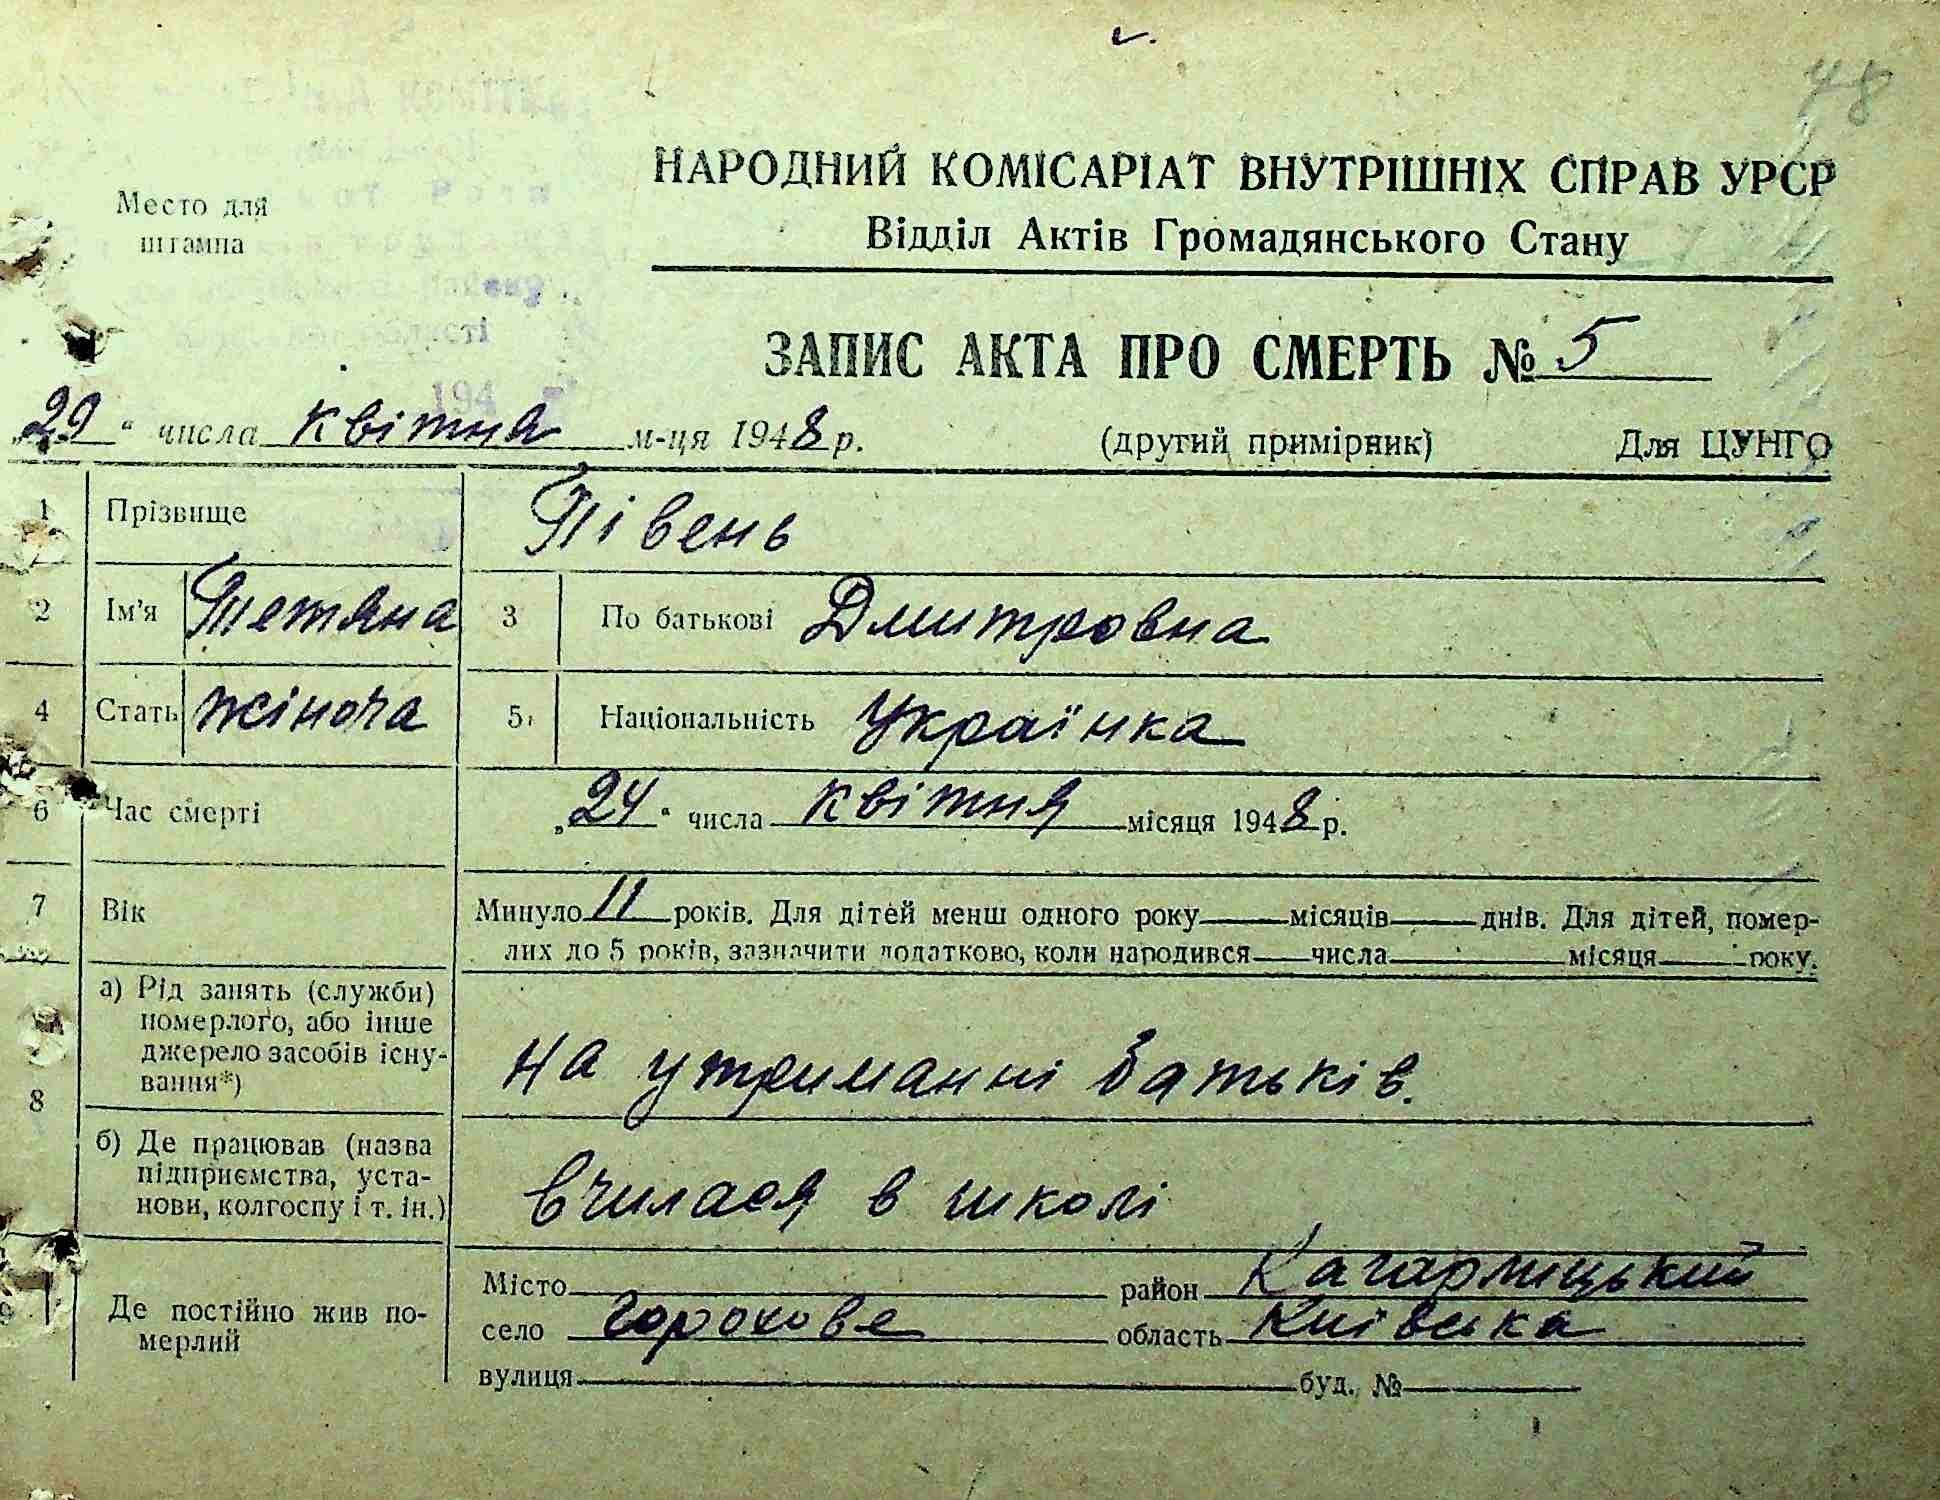 48
НАРОДНИЙ КОМІСАРІАТ ВНУТРІШНІХ СПРАВ УРСР
Место для
штампа
Відділ Актів Громадянського Стану
ЗАПИС АКТА ПРО СМЕРТЬ № 5
194
„29“ числа квітня м-ця 1948 р. (другий примірник) Для ЦУНГО
1 Прізвище Півень
2 Ім'я Тетяна 3 По батькові Дмитровна
4 Стать жіноча 5 Національність Українка
6 Час смерті „24“ числа квітня місяця 1948 р.
7 Вік Минуло 11 років. Для дітей менш одного року місяців днів. Для дітей, помер-
лих до 5 років, зазначити додатково, коли народився числа місяця року.
8 а) Рід занять (служби)
померлого, або інше
джерело засобів існу-
вання*)
на утриманні батьків.
б) Де працював (назва
підприємства, уста-
нови, колгоспу і т. ін.)
вчилася в школі
9 Де постійно жив по-
мерлий
Місто район Кагарлицький
село Горохове область Київська
вулиця буд. №